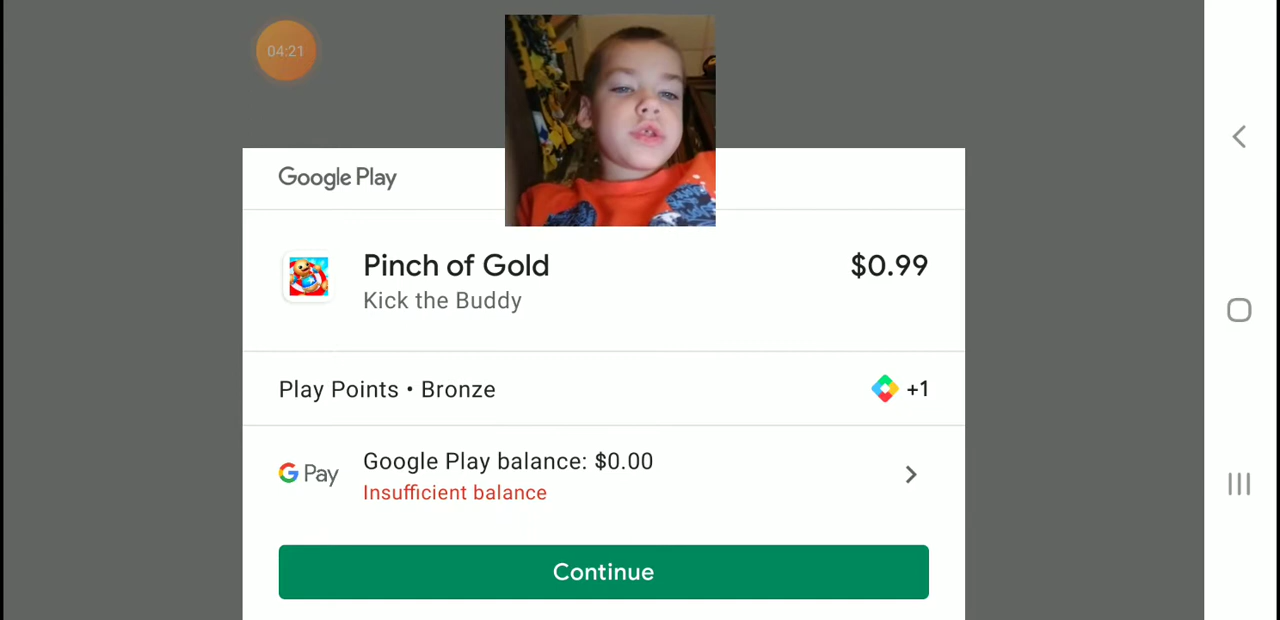 04:21
Google Play
Pinch of Gold
$0.99
Kick the Buddy
Play Points • Bronze
+1
G Pay
Google Play balance: $0.00
Insufficient balance
Continue